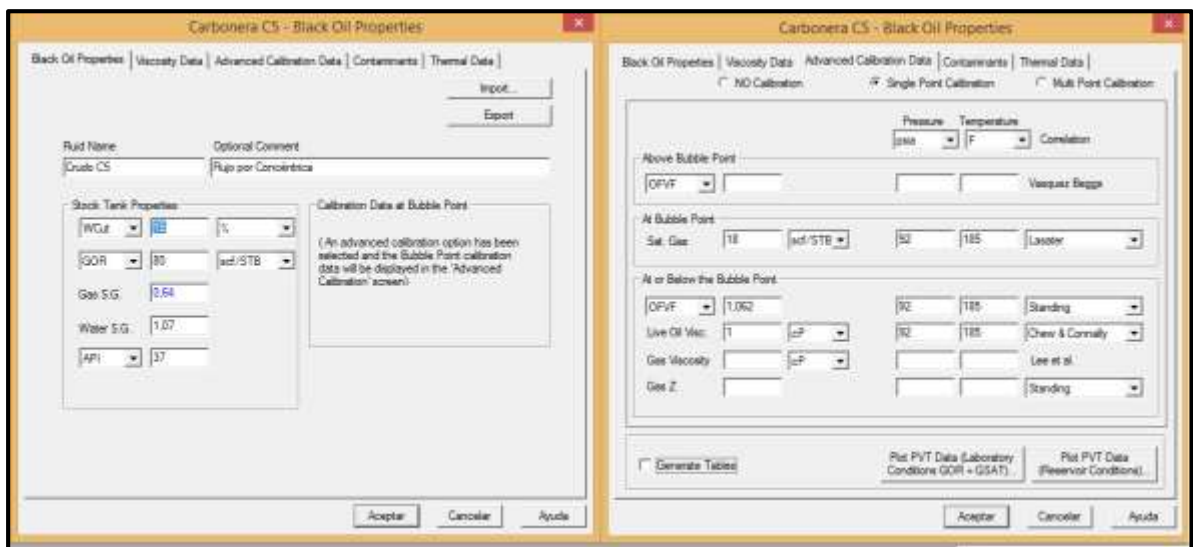 Carbonera C5 - Black Oil Properties
Black Oil Properties Viscosity Data Advanced Calibration Data Contaminants Thermal Data
Import...
Export
Fluid Name Optional Comment
Crudo C5 Flujo por Concéntrica
Stock Tank Properties
WCut %
GOR 80 scf/STB
Gas S.G. 0,64
Water S.G. 1,07
API 37
Calibration Data at Bubble Point
(An advanced calibration option has been
selected and the Bubble Point calibration
data will be displayed in the 'Advanced
Calibration' screen)
Aceptar Cancelar Ayuda
Carbonera C5 - Black Oil Properties
Black Oil Properties Viscosity Data Advanced Calibration Data Contaminants Thermal Data
NO Calibration Single Point Calibration Multi Point Calibration
Pressure Temperature
psia F Correlation
Above Bubble Point
OFVF Vasquez Beggs
At Bubble Point
Sat. Gas 18 scf/STB 92 185 Lasater
At or Below the Bubble Point
OFVF 1,062 92 185 Standing
Live Oil Visc. 1 cP 92 185 Chew & Connally
Gas Viscosity cP Lee et al.
Gas Z Standing
Generate Tables
Plot PVT Data (Laboratory
Conditions GOR = GSAT)...
Plot PVT Data
(Reservoir Conditions)...
Aceptar Cancelar Ayuda